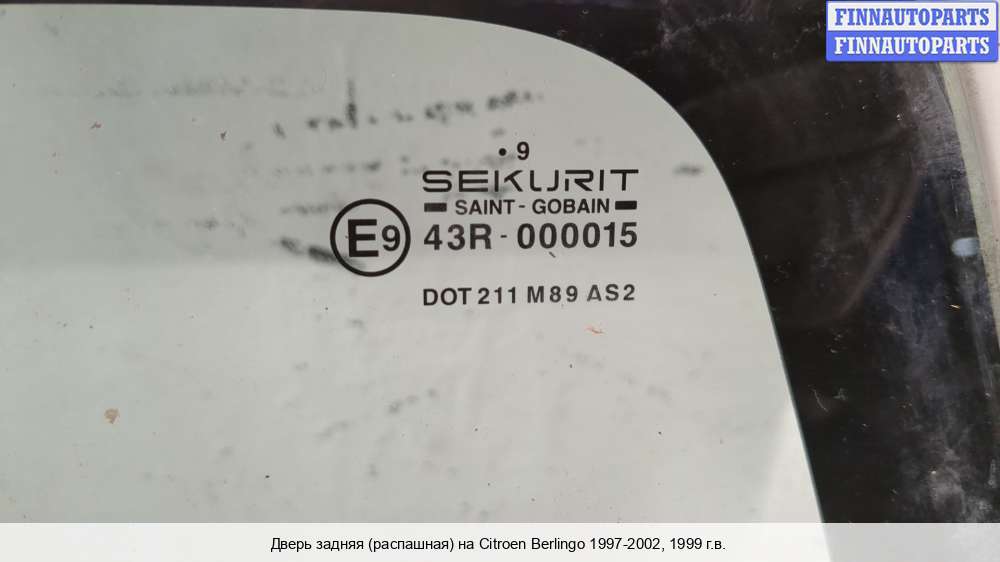 FINNAUTOPARTS
FINNAUTOPARTS
• 9
SEKURIT
SAINT - GOBAIN
E9 43R - 000015
DOT 211 M89 AS2
Дверь задняя (распашная) на Citroen Berlingo 1997-2002, 1999 г.в.